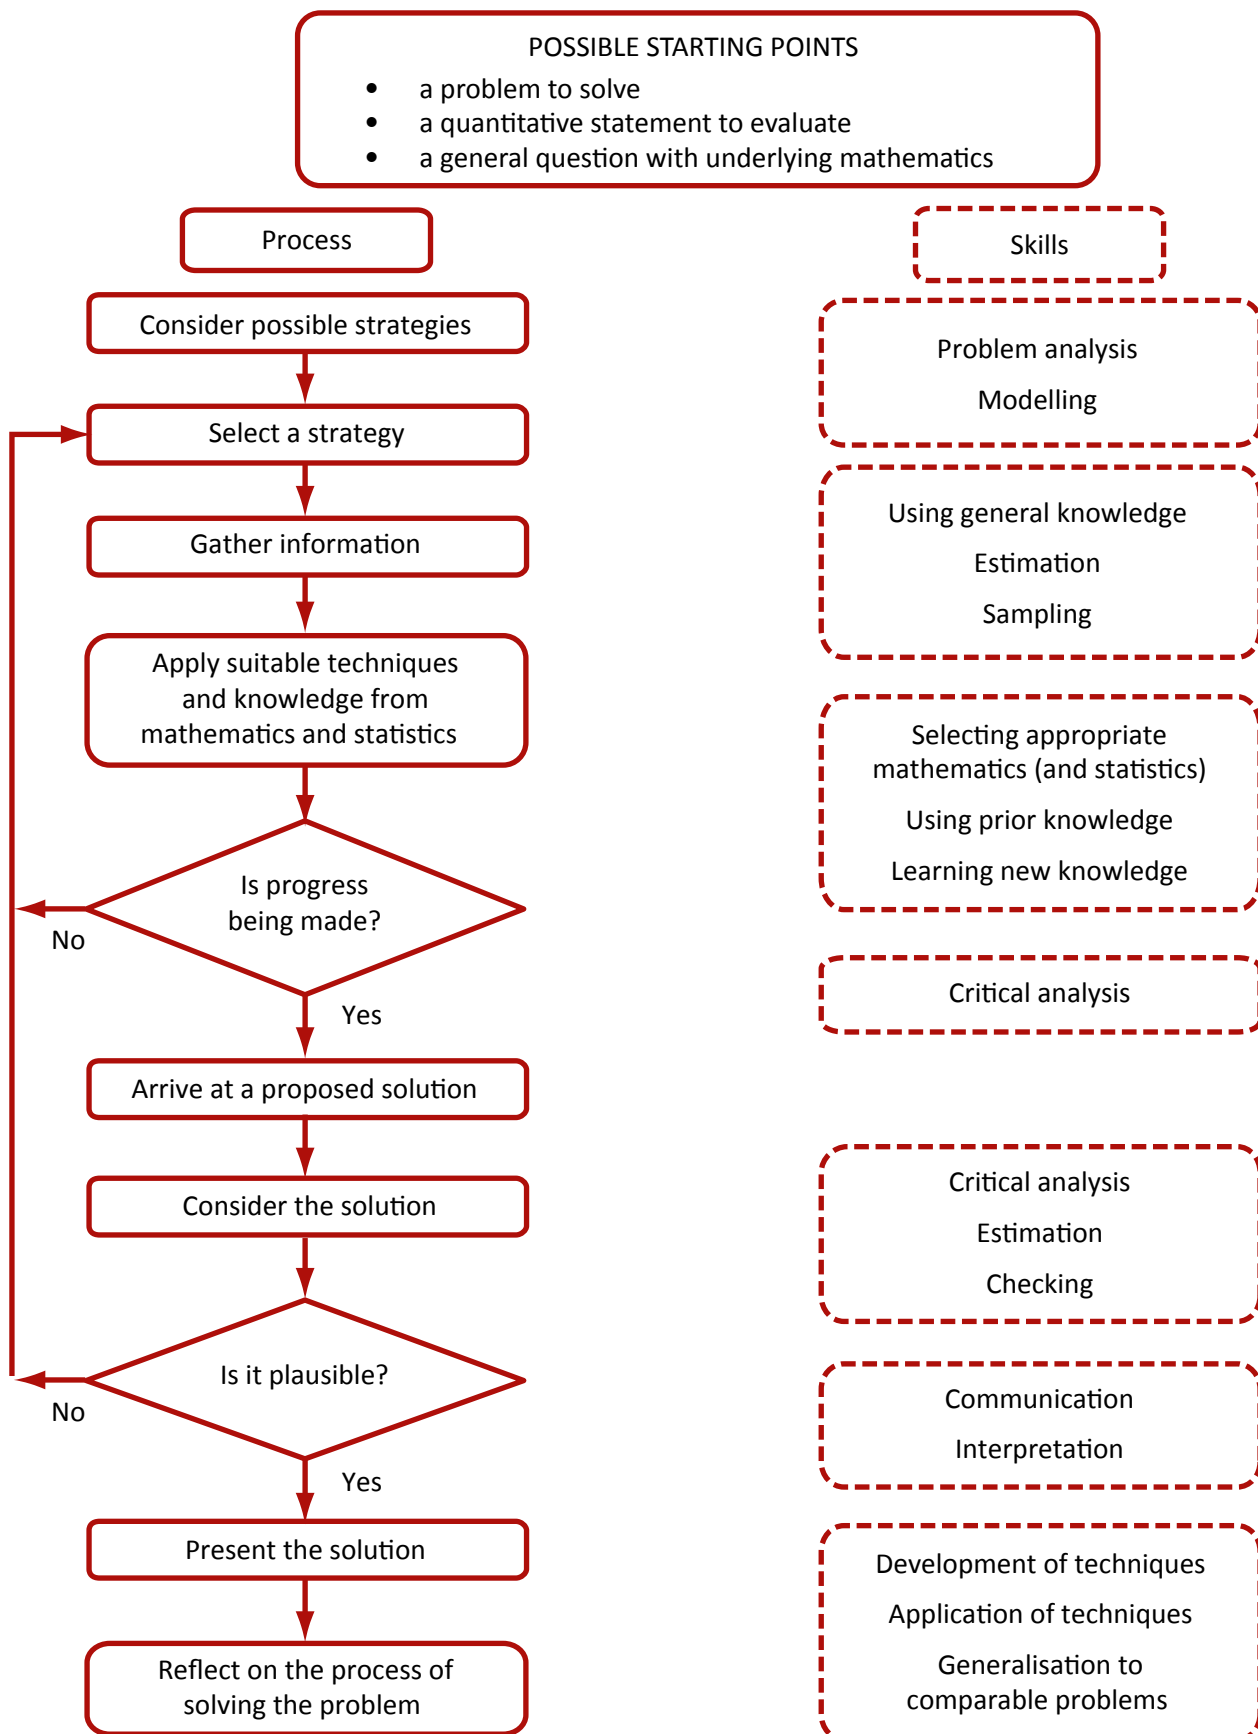 POSSIBLE STARTING POINTS
• a problem to solve
• a quantitative statement to evaluate
• a general question with underlying mathematics
Process
Consider possible strategies
Select a strategy
Gather information
Apply suitable techniques
and knowledge from
mathematics and statistics
Is progress
being made?
No
Yes
Arrive at a proposed solution
Consider the solution
Is it plausible?
No
Yes
Present the solution
Reflect on the process of
solving the problem
Skills
Problem analysis
Modelling
Using general knowledge
Estimation
Sampling
Selecting appropriate
mathematics (and statistics)
Using prior knowledge
Learning new knowledge
Critical analysis
Critical analysis
Estimation
Checking
Communication
Interpretation
Development of techniques
Application of techniques
Generalisation to
comparable problems